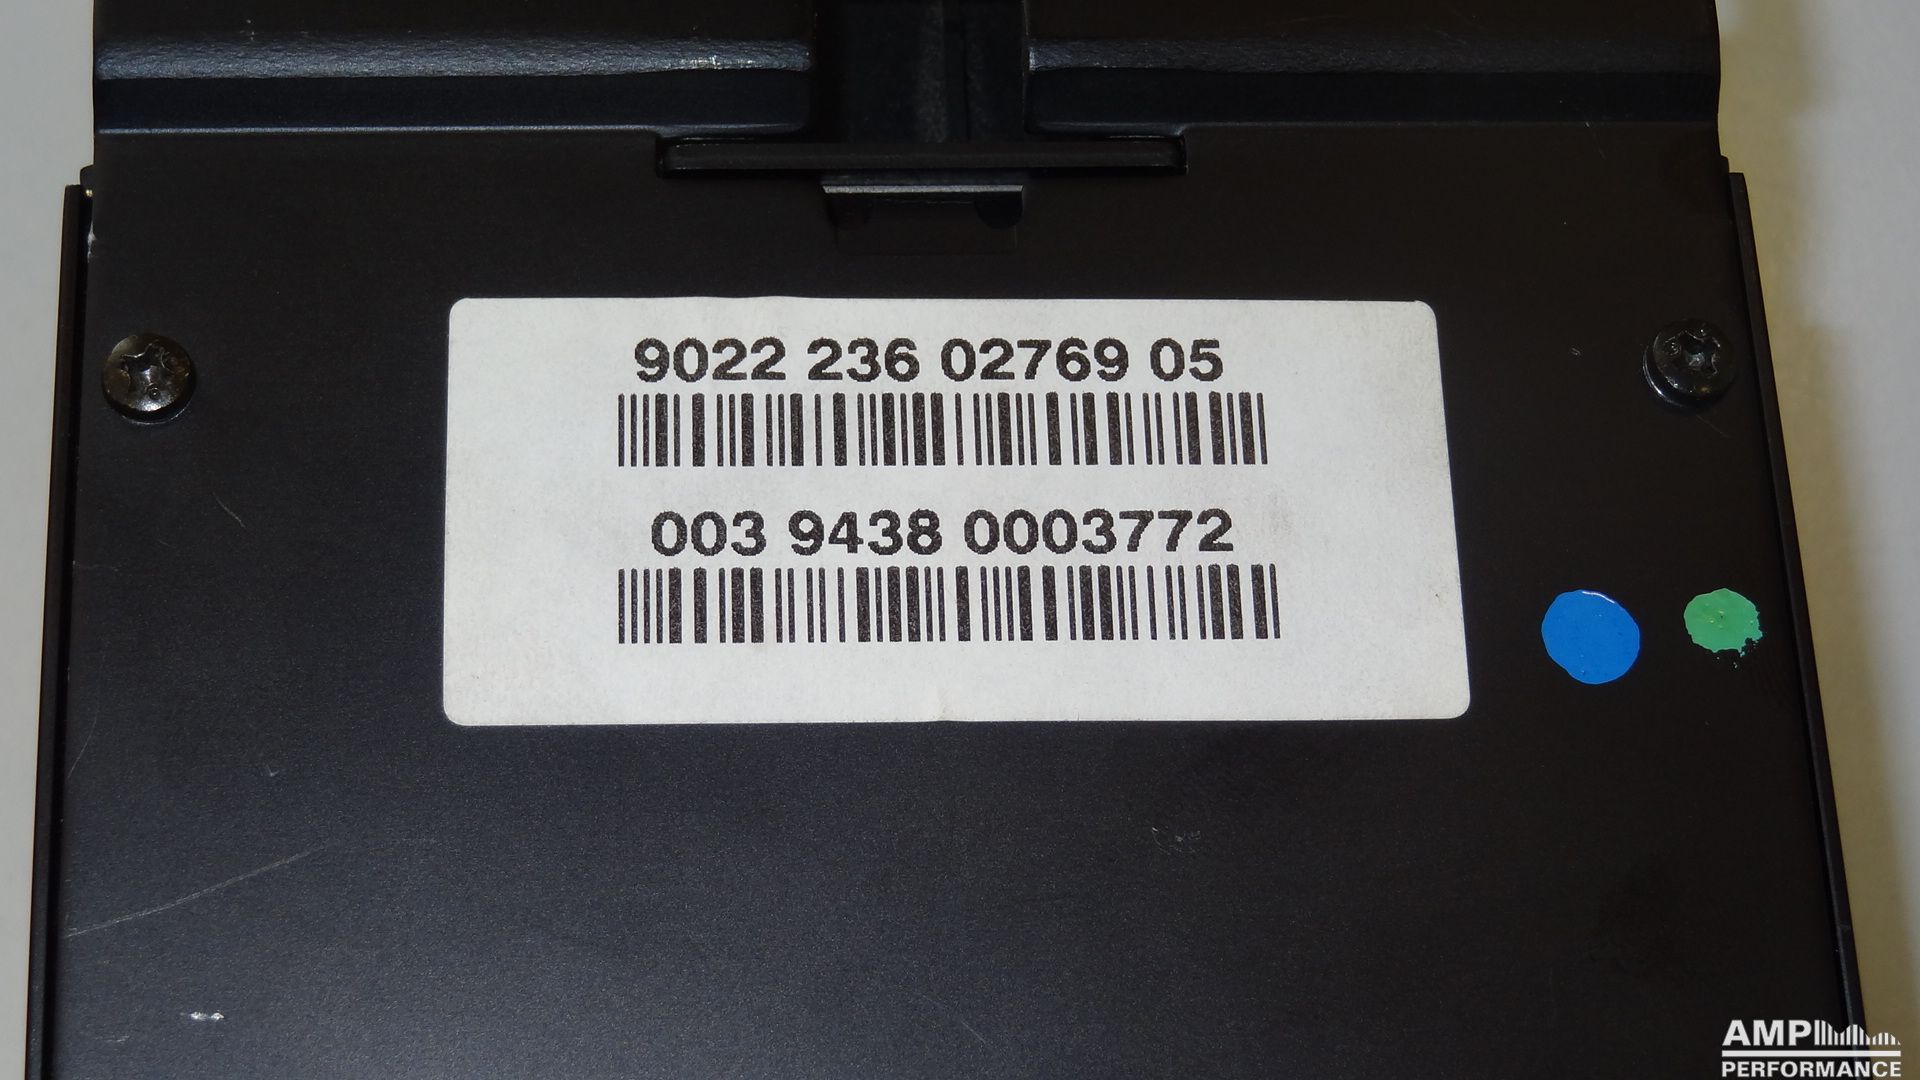 9022 236 02769 05
003 9438 0003772
AMP
PERFORMANCE